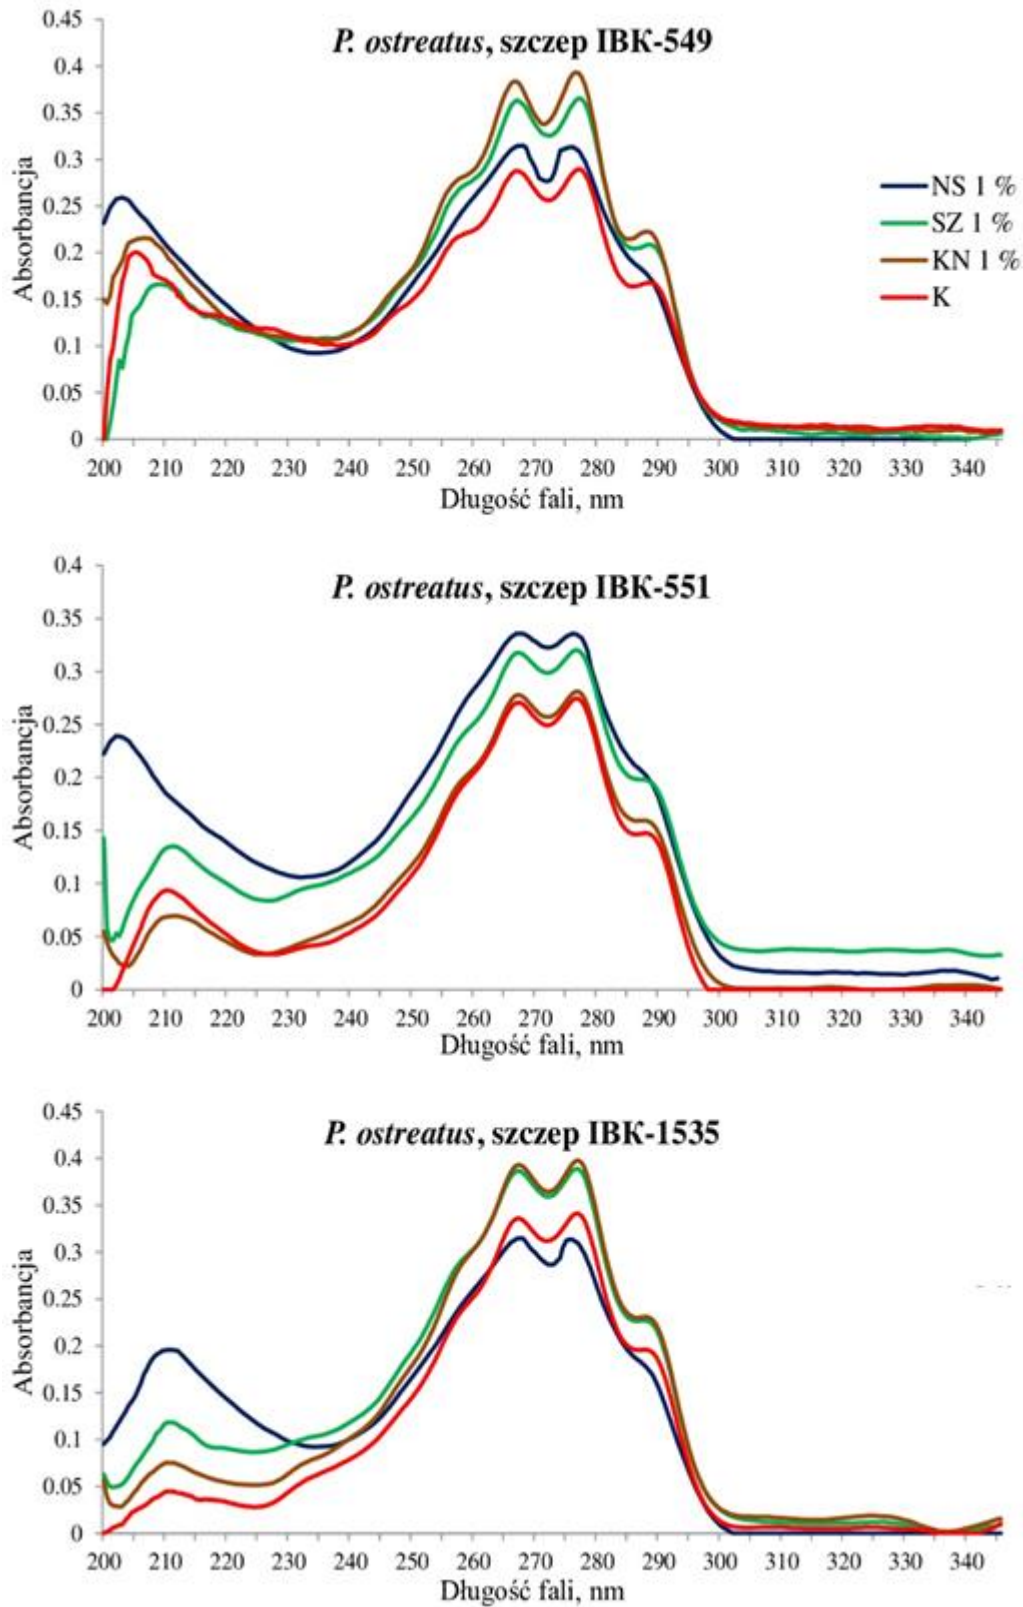 P. ostreatus, szczep IBK-549
Absorbancja
0.45
0.4
0.35
0.3
0.25
0.2
0.15
0.1
0.05
0
NS 1 %
SZ 1 %
KN 1 %
K
200 210 220 230 240 250 260 270 280 290 300 310 320 330 340
Długość fali, nm
P. ostreatus, szczep IBK-551
Absorbancja
0.4
0.35
0.3
0.25
0.2
0.15
0.1
0.05
0
200 210 220 230 240 250 260 270 280 290 300 310 320 330 340
Długość fali, nm
P. ostreatus, szczep IBK-1535
Absorbancja
0.45
0.4
0.35
0.3
0.25
0.2
0.15
0.1
0.05
0
200 210 220 230 240 250 260 270 280 290 300 310 320 330 340
Długość fali, nm